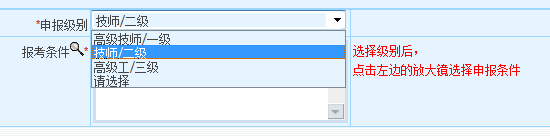 *申报级别 技师/二级
高级技师/一级
报考条件* 技师/二级 选择级别后，
高级工/三级 点击左边的放大镜选择申报条件
请选择